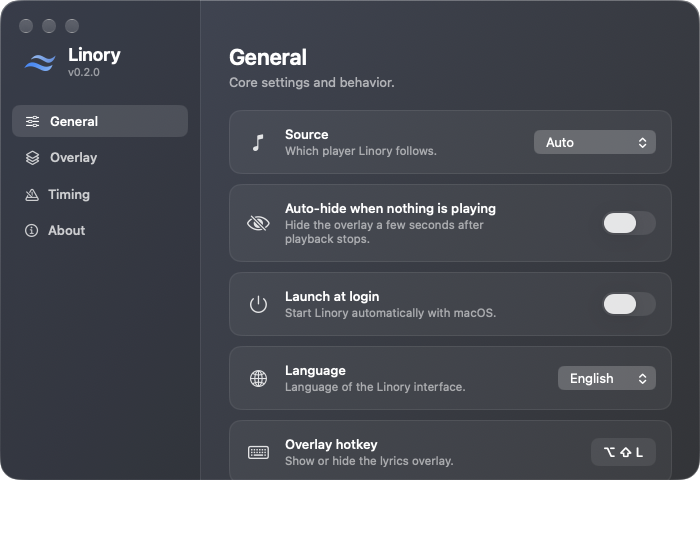 Linory
v0.2.0
General
Overlay
Timing
About
General
Core settings and behavior.
Source
Which player Linory follows.
Auto
Auto-hide when nothing is playing
Hide the overlay a few seconds after
playback stops.
Launch at login
Start Linory automatically with macOS.
Language
Language of the Linory interface.
English
Overlay hotkey
Show or hide the lyrics overlay.
⌥ ⇧ L